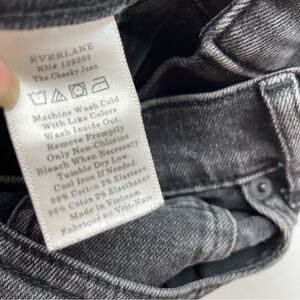 EVERLANE
RN# 139393
The Cheeky Jean
Machine Wash Cold
With Like Colors
Wash Inside Out.
Remove Promptly
Only Non-Chlorine
Bleach When Necessary
Tumble Dry Low.
Cool Iron If Needed.
98% Cotton 2% Elastane
98% Coton 2% Elasthanne
Made in Vietnam
Fabriqué au Viêt-Nam